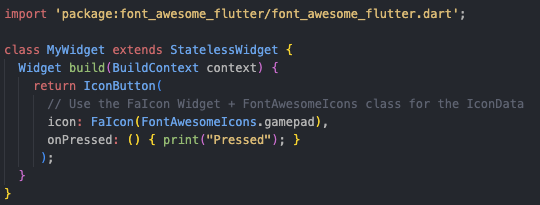 import 'package:font_awesome_flutter/font_awesome_flutter.dart';
class MyWidget extends StatelessWidget {
Widget build(BuildContext context) {
return IconButton(
// Use the FaIcon Widget + FontAwesomeIcons class for the IconData
icon: FaIcon(FontAwesomeIcons.gamepad),
onPressed: () { print("Pressed"); }
);
}
}